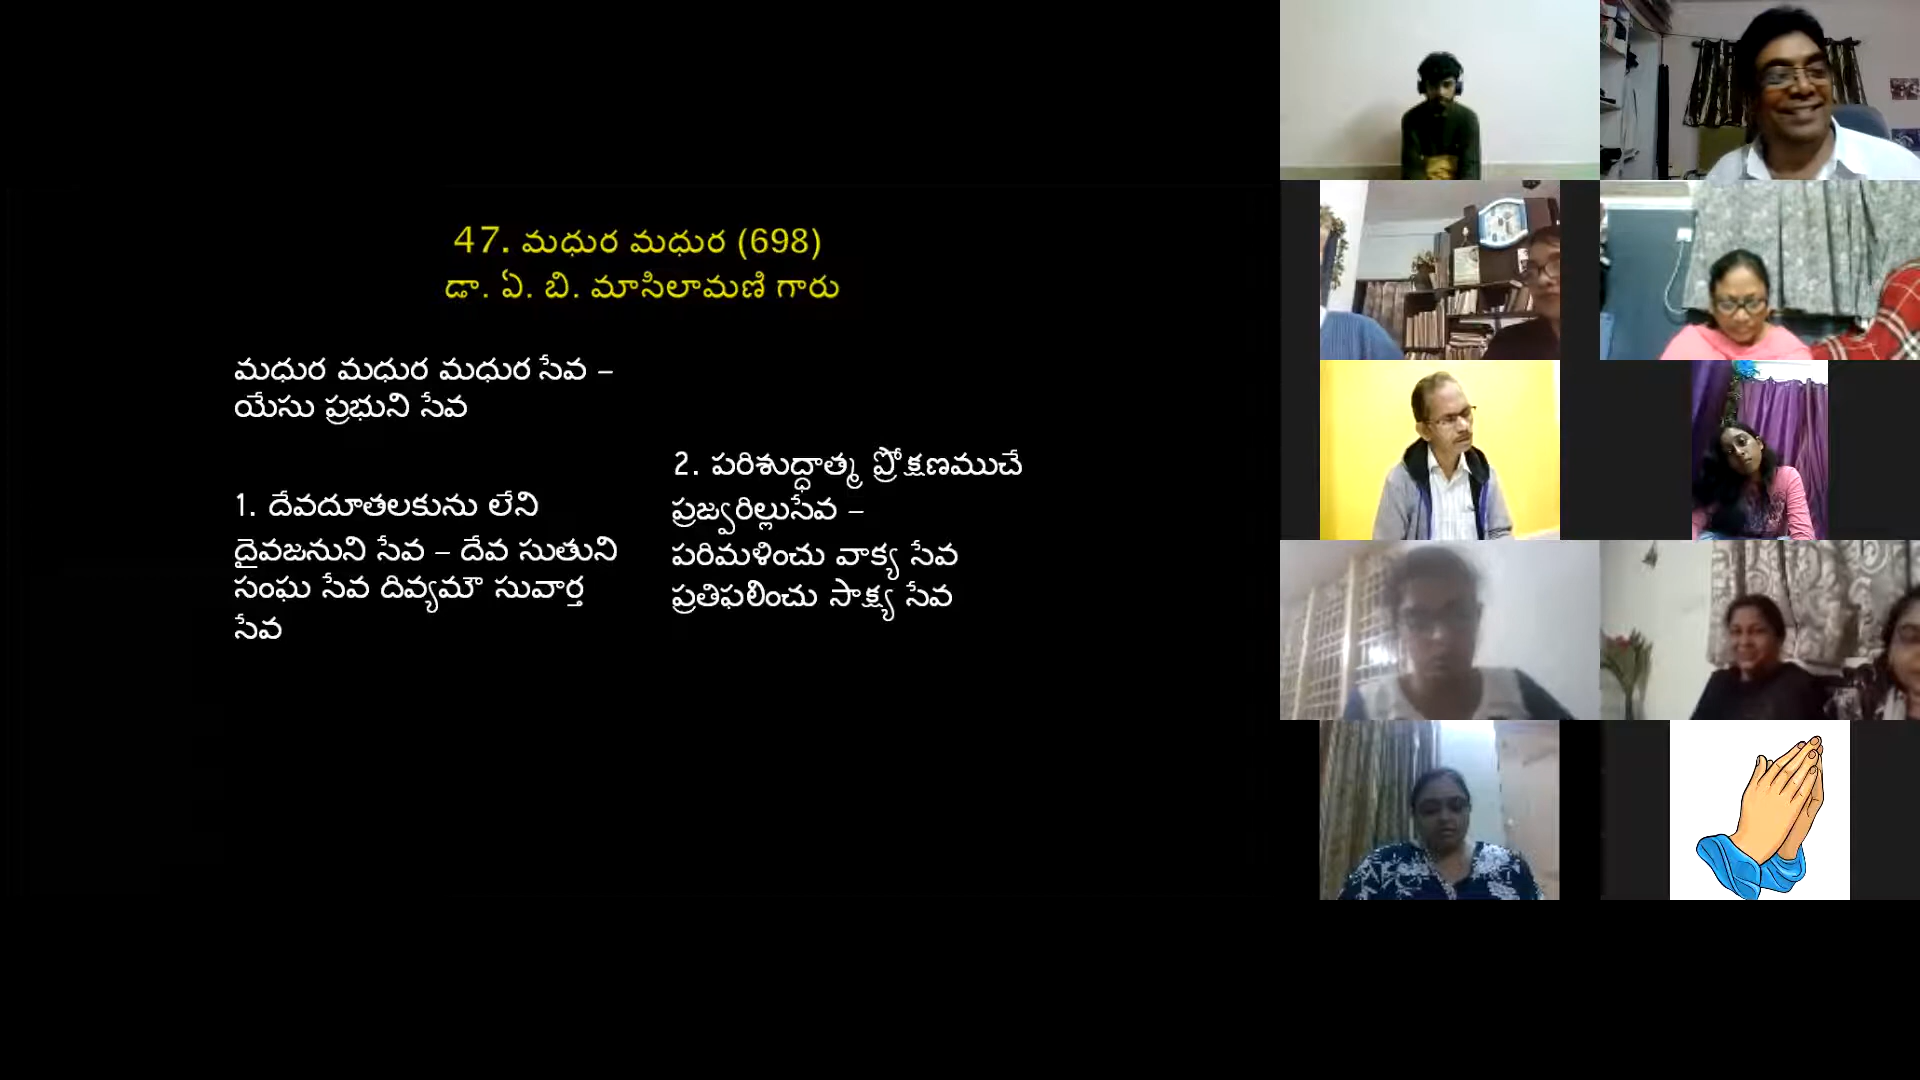 47. మధుర మధుర (698)
డా. ఏ. బి. మాసిలామణి గారు
మధుర మధుర మధుర సేవ –
యేసు ప్రభుని సేవ
1. దేవదూతలకును లేని
దైవజనుని సేవ – దేవ సుతుని
సంఘ సేవ దివ్యమౌ సువార్త
సేవ
2. పరిశుద్ధాత్మ ప్రోక్షణముచే
ప్రజ్వరిల్లుసేవ –
పరిమళించు వాక్య సేవ
ప్రతిఫలించు సాక్ష్య సేవ